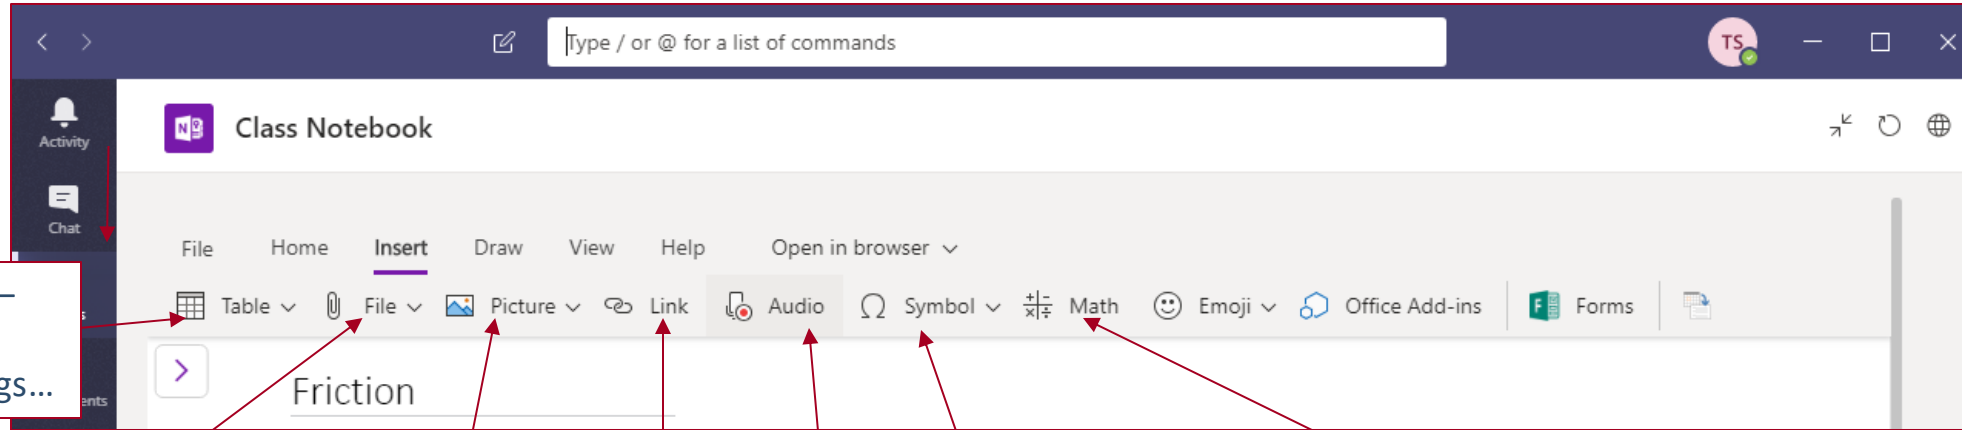 Type / or @ for a list of commands
TS
Activity
Class Notebook
Chat
File Home Insert Draw View Help Open in browser
Table File Picture Link Audio Symbol Math Emoji Office Add-ins Forms
–
s
gs...
ents
Friction